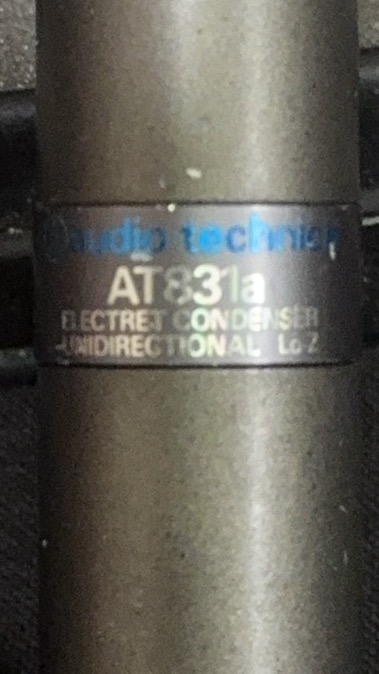 audio technica
AT831a
ELECTRET CONDENSER
UNIDIRECTIONAL Lo Z